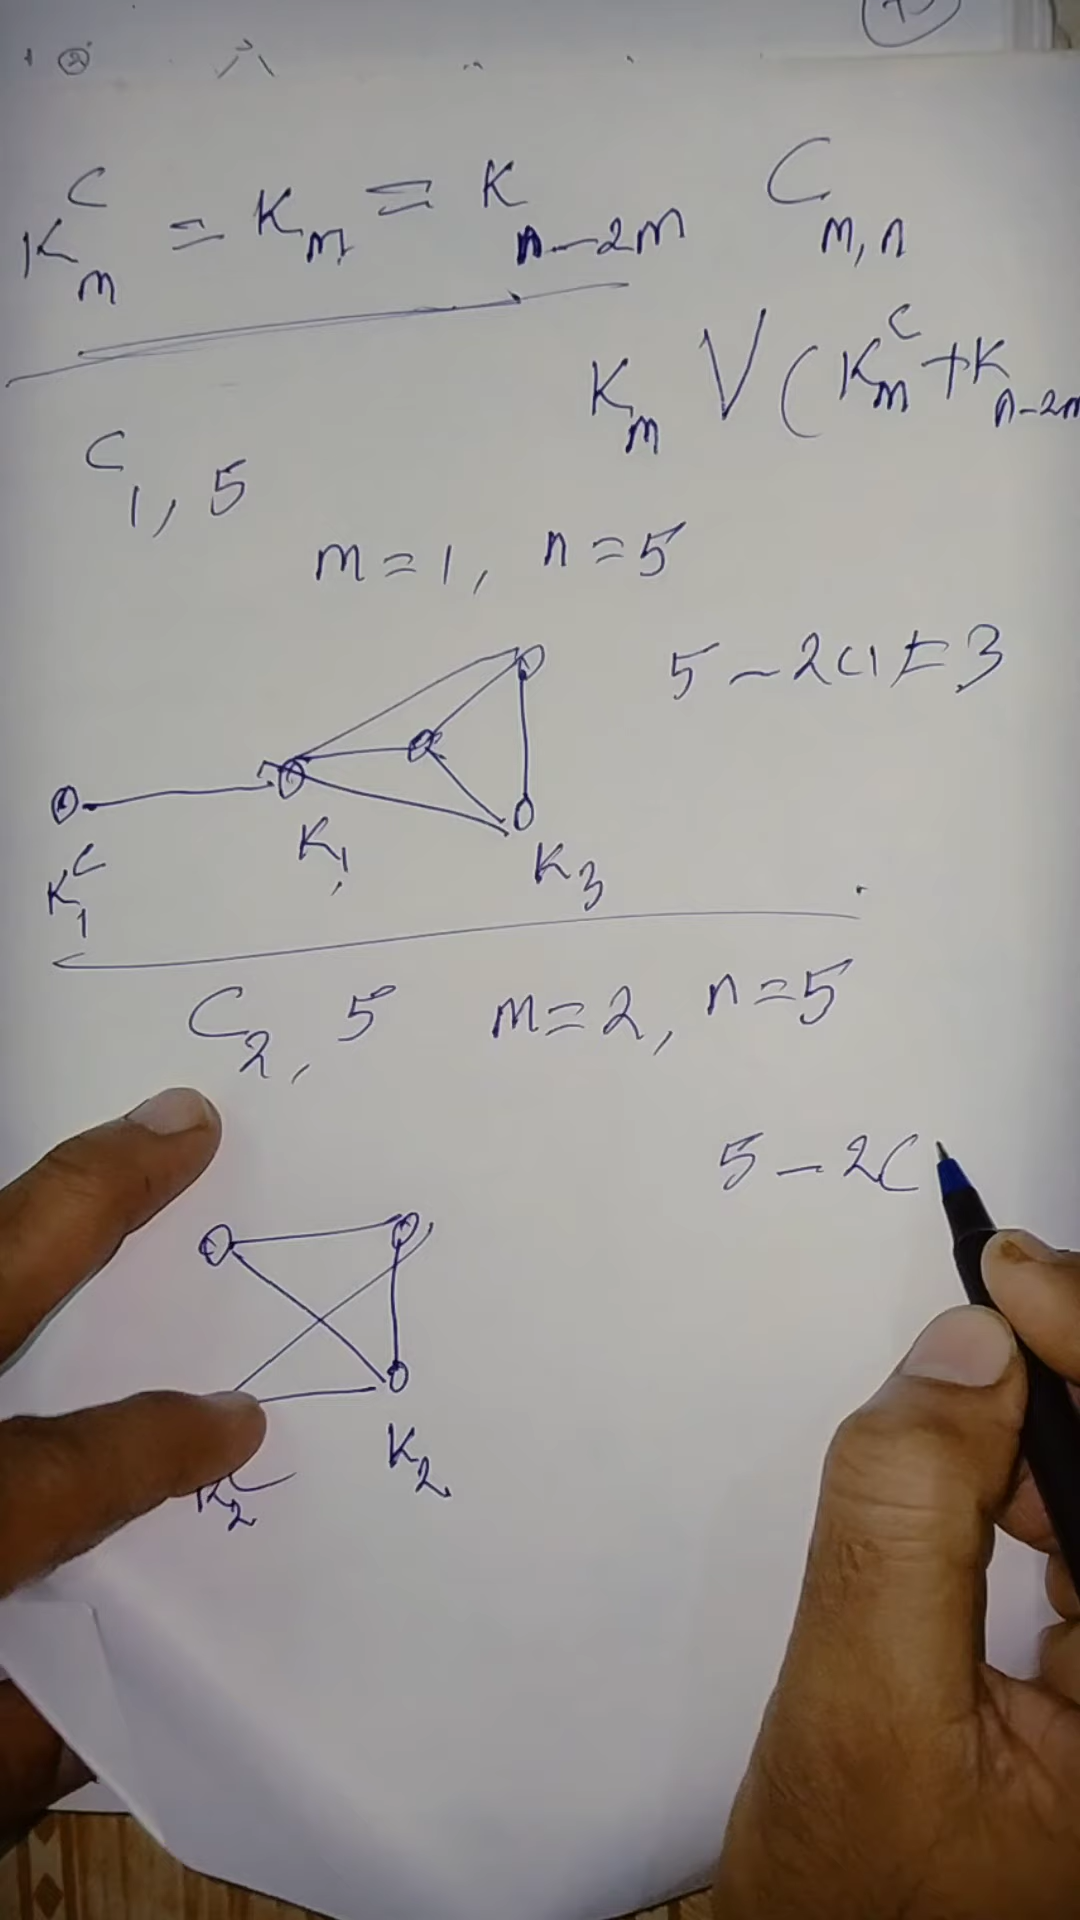 K_m^C = K_m = K_{n-2m} C_{m,n}
K_m V (K_m^C + K_{n-2m}
C_{1,5}
m=1, n=5
5-2(1)=3
K_1^C K_1 K_3
C_{2,5} m=2, n=5
5-2(
K_2^C K_2